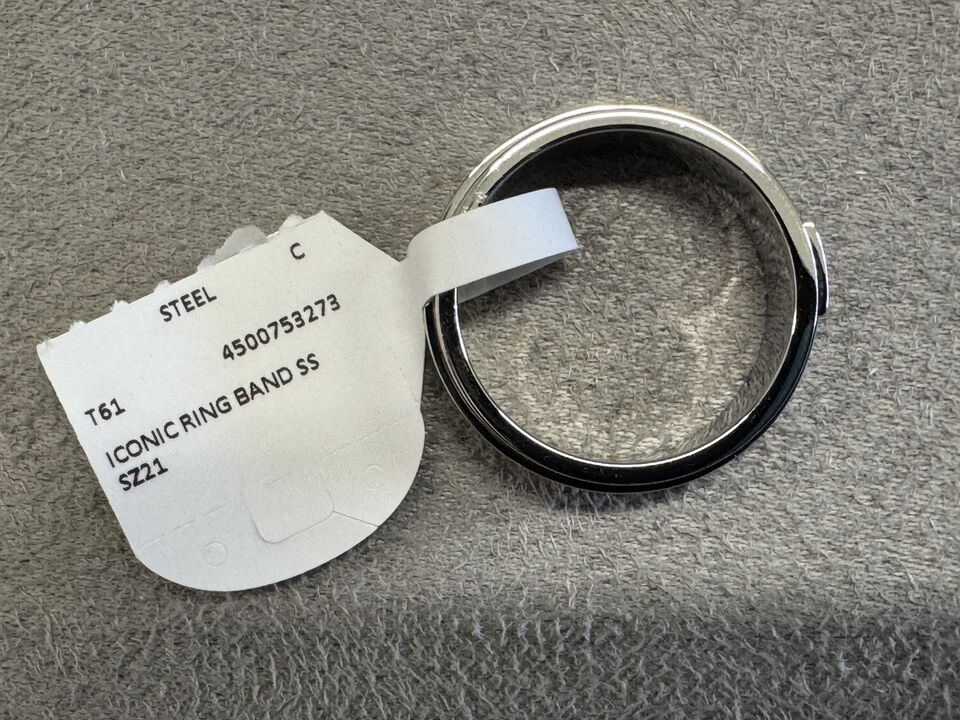 STEEL C
4500753273
T61
ICONIC RING BAND SS
SZ21